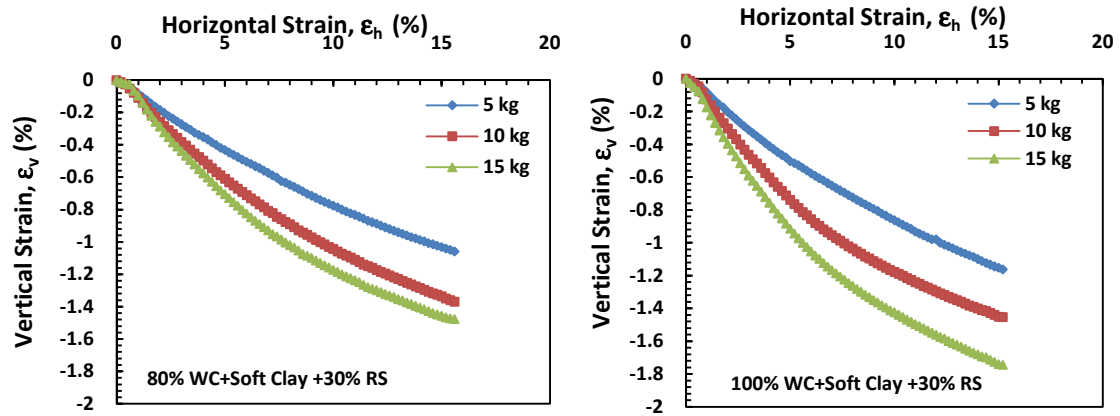 Horizontal Strain, εh (%)
0 5 10 15 20
Vertical Strain, εv (%)
0
-0.2
-0.4
-0.6
-0.8
-1
-1.2
-1.4
-1.6
-1.8
-2
5 kg
10 kg
15 kg
80% WC+Soft Clay +30% RS
Horizontal Strain, εh (%)
0 5 10 15 20
Vertical Strain, εv (%)
0
-0.2
-0.4
-0.6
-0.8
-1
-1.2
-1.4
-1.6
-1.8
-2
5 kg
10 kg
15 kg
100% WC+Soft Clay +30% RS